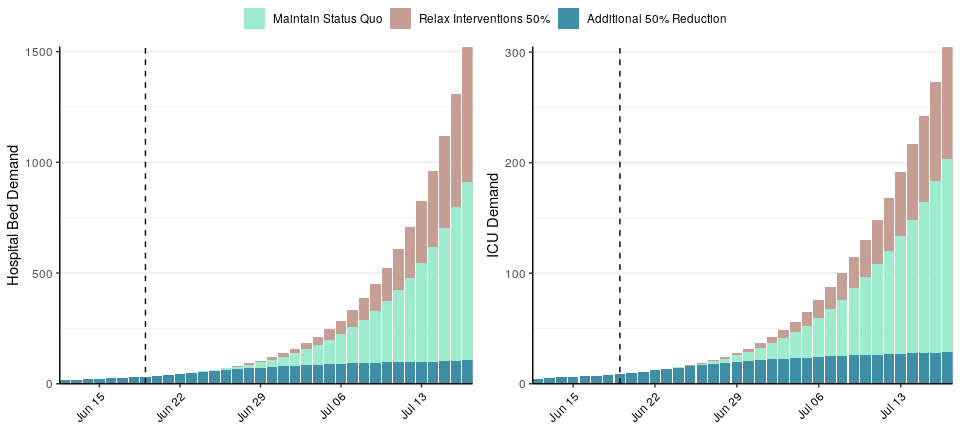 Maintain Status Quo Relax Interventions 50% Additional 50% Reduction
Hospital Bed Demand
1500
1000
500
0
Jun 15 Jun 22 Jun 29 Jul 06 Jul 13
ICU Demand
300
200
100
0
Jun 15 Jun 22 Jun 29 Jul 06 Jul 13